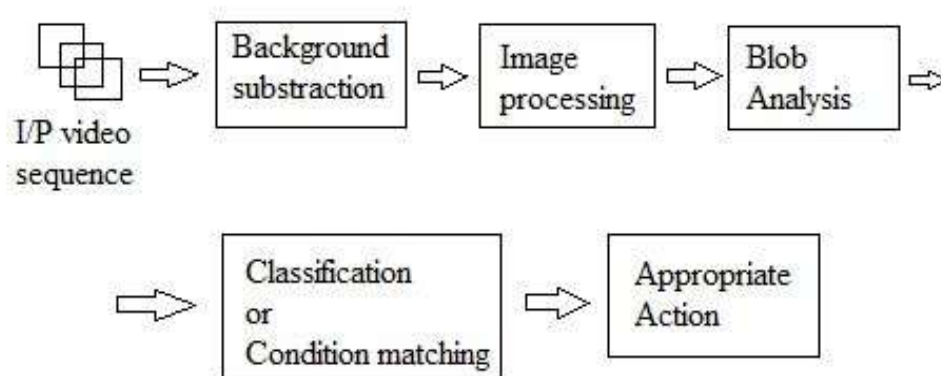 I/P video
sequence
Background
substraction
Image
processing
Blob
Analysis
Classification
or
Condition matching
Appropriate
Action